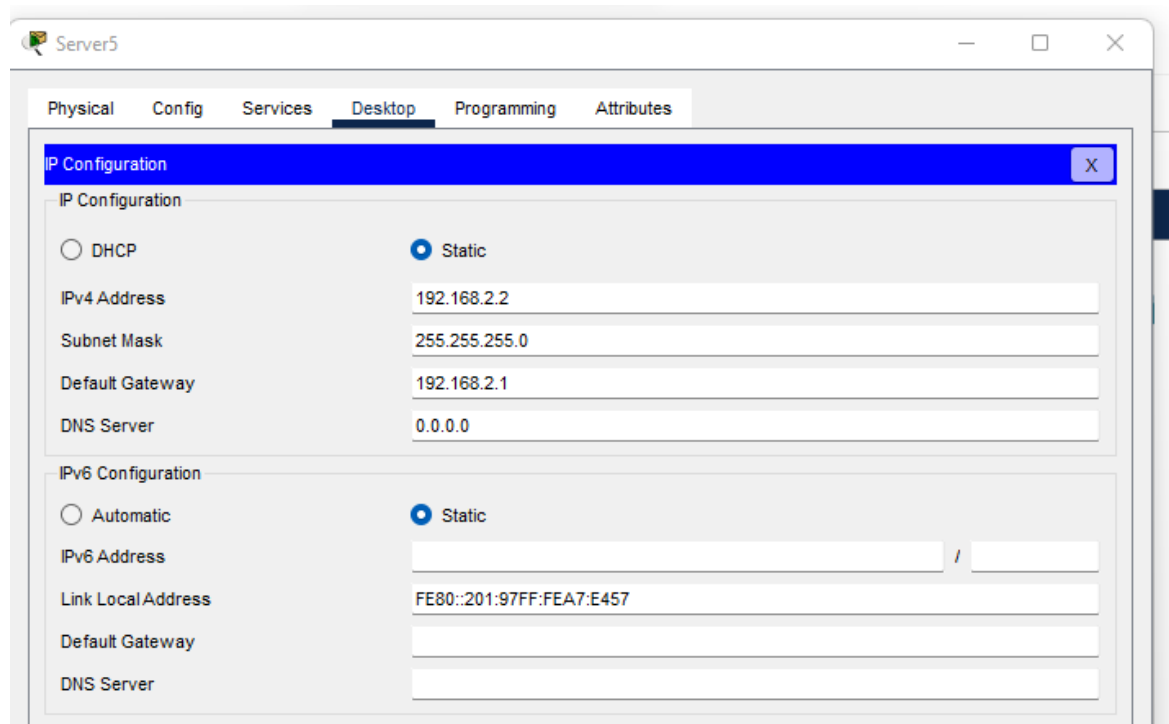 Server5
Physical Config Services Desktop Programming Attributes
IP Configuration X
IP Configuration
DHCP Static
IPv4 Address 192.168.2.2
Subnet Mask 255.255.255.0
Default Gateway 192.168.2.1
DNS Server 0.0.0.0
IPv6 Configuration
Automatic Static
IPv6 Address /
Link Local Address FE80::201:97FF:FEA7:E457
Default Gateway
DNS Server